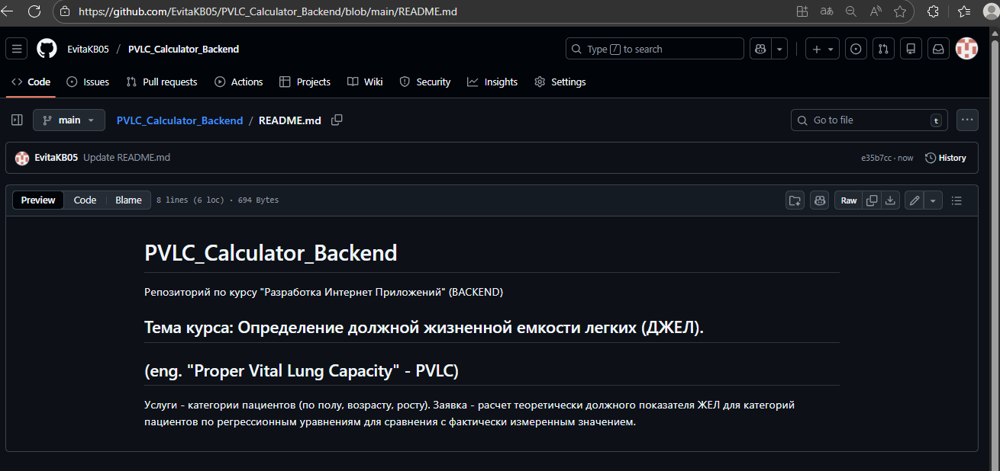 https://github.com/EvitaKB05/PVLC_Calculator_Backend/blob/main/README.md
EvitaKB05 / PVLC_Calculator_Backend
Type / to search
Code Issues Pull requests Actions Projects Wiki Security Insights Settings
main PVLC_Calculator_Backend / README.md
Go to file t
EvitaKB05 Update README.md
e35b7cc · now History
Preview Code Blame 8 lines (6 loc) · 694 Bytes
Raw
PVLC_Calculator_Backend
Репозиторий по курсу "Разработка Интернет Приложений" (BACKEND)
Тема курса: Определение должной жизненной емкости легких (ДЖЕЛ).
(eng. "Proper Vital Lung Capacity" - PVLC)
Услуги - категории пациентов (по полу, возрасту, росту). Заявка - расчет теоретически должного показателя ЖЕЛ для категорий
пациентов по регрессионным уравнениям для сравнения с фактически измеренным значением.